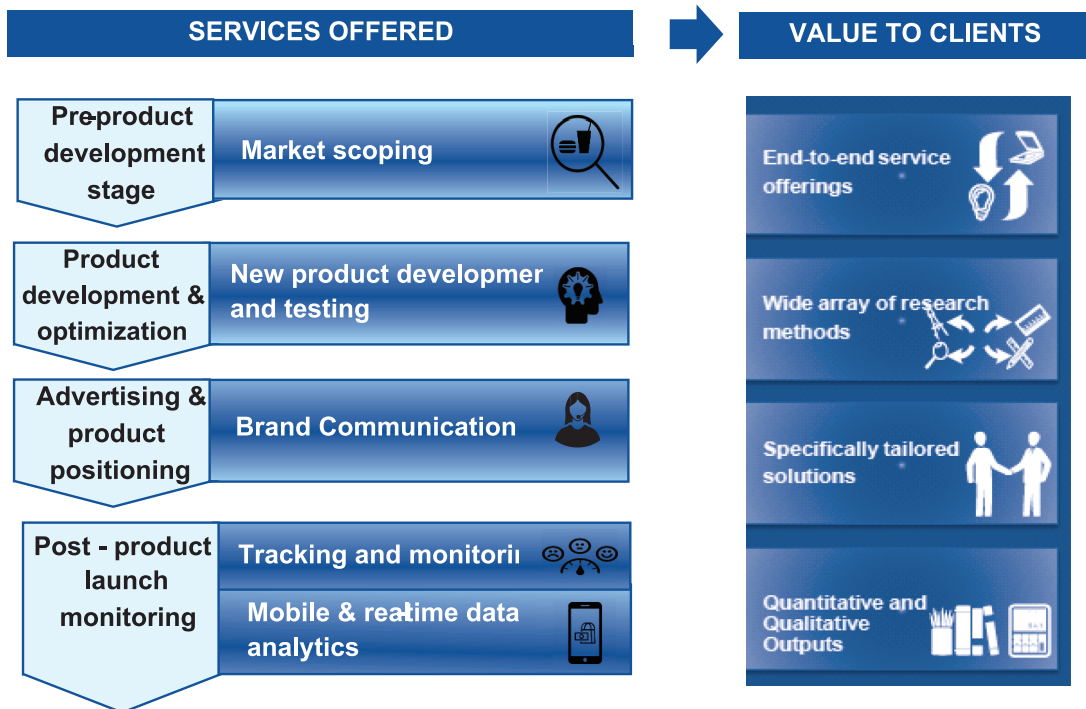 SERVICES OFFERED
VALUE TO CLIENTS
Pre-product
development
stage
Market scoping
Product
development &
optimization
New product developmer
and testing
Advertising &
product
positioning
Brand Communication
Post - product
launch
monitoring
Tracking and monitorii
Mobile & real-time data
analytics
End-to-end service
offerings
Wide array of research
methods
Specifically tailored
solutions
Quantitative and
Qualitative
Outputs